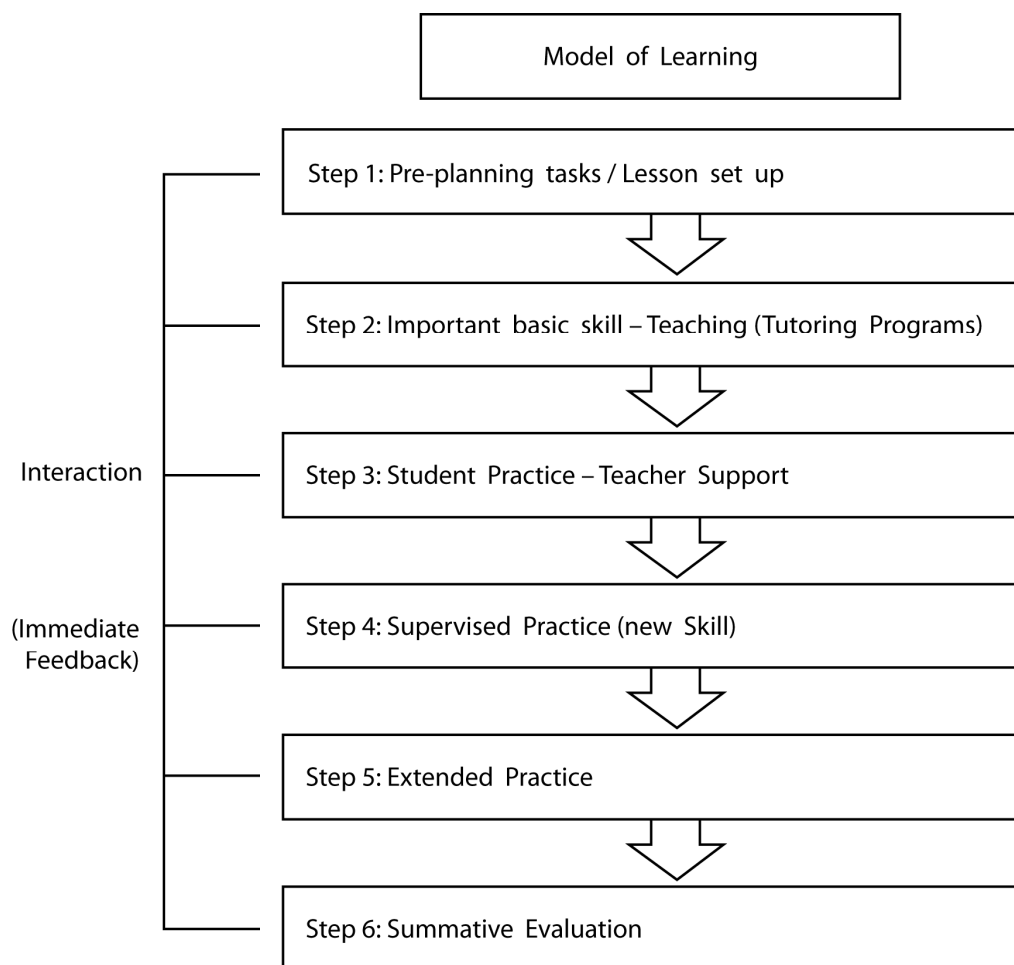 Model of Learning
Step 1: Pre-planning tasks / Lesson set up
Step 2: Important basic skill – Teaching (Tutoring Programs)
Interaction
Step 3: Student Practice – Teacher Support
(Immediate
Feedback)
Step 4: Supervised Practice (new Skill)
Step 5: Extended Practice
Step 6: Summative Evaluation